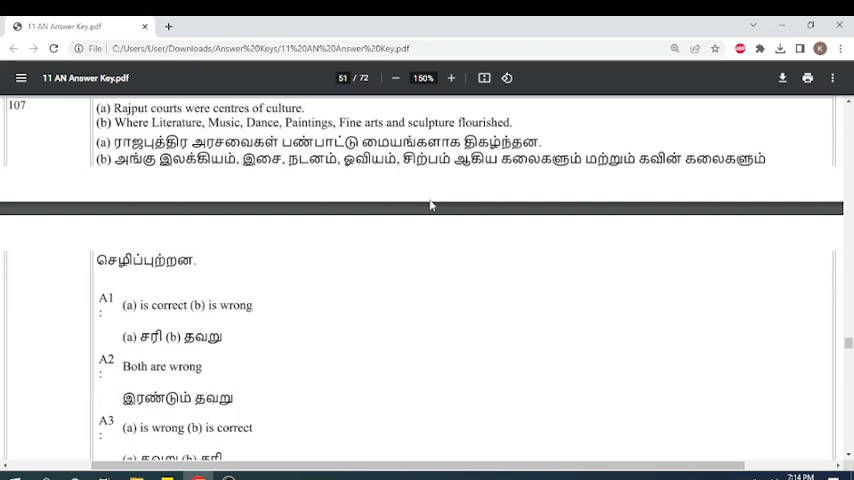 11 AN Answer Key.pdf
File C:/Users/User/Downloads/Answer%20Keys/11%20AN%20Answer%20Key.pdf
ABP
K
11 AN Answer Key.pdf
51 / 72
150%
107
(a) Rajput courts were centres of culture.
(b) Where Literature, Music, Dance, Paintings, Fine arts and sculpture flourished.
(a) ராஜபுத்திர அரசவைகள் பண்பாட்டு மையங்களாக திகழ்ந்தன.
(b) அங்கு இலக்கியம், இசை, நடனம், ஓவியம், சிற்பம் ஆகிய கலைகளும் மற்றும் கவின் கலைகளும்
செழிப்புற்றன.
A1 :
(a) is correct (b) is wrong
(a) சரி (b) தவறு
A2 :
Both are wrong
இரண்டும் தவறு
A3 :
(a) is wrong (b) is correct
(a) தவறு (b) சரி
7:14 PM